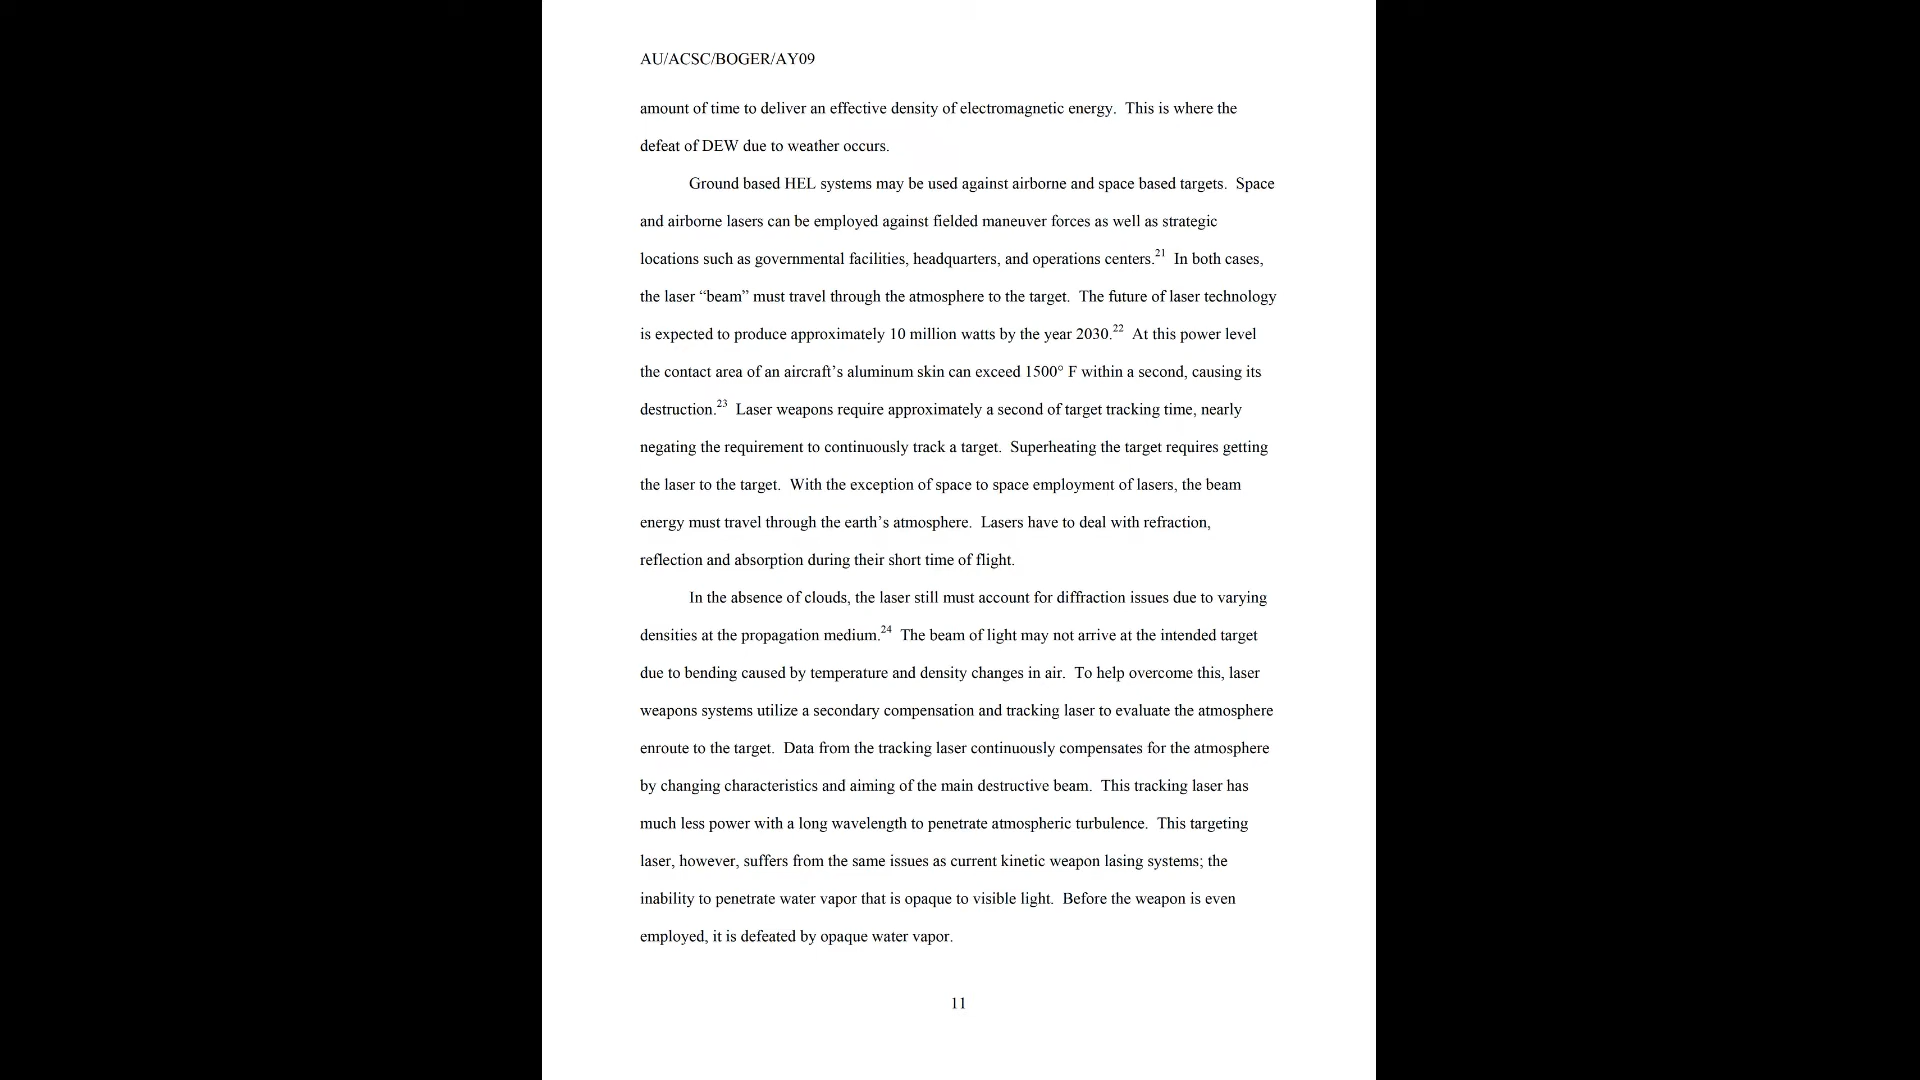 AU/ACSC/BOGER/AY09
amount of time to deliver an effective density of electromagnetic energy.  This is where the
defeat of DEW due to weather occurs.
Ground based HEL systems may be used against airborne and space based targets.  Space
and airborne lasers can be employed against fielded maneuver forces as well as strategic
locations such as governmental facilities, headquarters, and operations centers.21  In both cases,
the laser “beam” must travel through the atmosphere to the target.  The future of laser technology
is expected to produce approximately 10 million watts by the year 2030.22  At this power level
the contact area of an aircraft’s aluminum skin can exceed 1500° F within a second, causing its
destruction.23  Laser weapons require approximately a second of target tracking time, nearly
negating the requirement to continuously track a target.  Superheating the target requires getting
the laser to the target.  With the exception of space to space employment of lasers, the beam
energy must travel through the earth’s atmosphere.  Lasers have to deal with refraction,
reflection and absorption during their short time of flight.
In the absence of clouds, the laser still must account for diffraction issues due to varying
densities at the propagation medium.24  The beam of light may not arrive at the intended target
due to bending caused by temperature and density changes in air.  To help overcome this, laser
weapons systems utilize a secondary compensation and tracking laser to evaluate the atmosphere
enroute to the target.  Data from the tracking laser continuously compensates for the atmosphere
by changing characteristics and aiming of the main destructive beam.  This tracking laser has
much less power with a long wavelength to penetrate atmospheric turbulence.  This targeting
laser, however, suffers from the same issues as current kinetic weapon lasing systems; the
inability to penetrate water vapor that is opaque to visible light.  Before the weapon is even
employed, it is defeated by opaque water vapor.
11